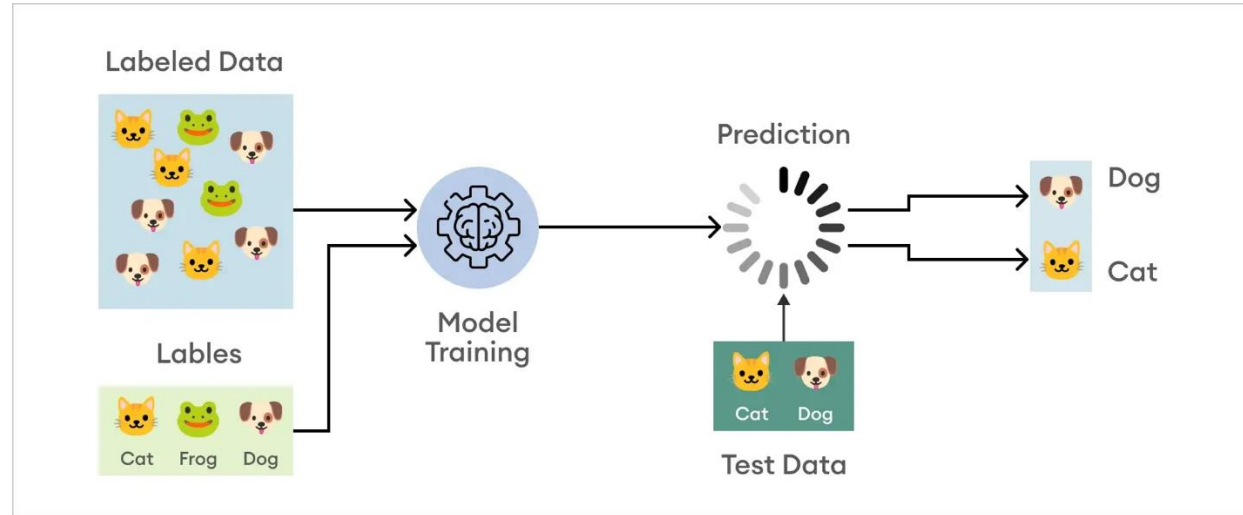 Labeled Data
Lables
Cat Frog Dog
Model
Training
Prediction
Cat Dog
Test Data
Dog
Cat